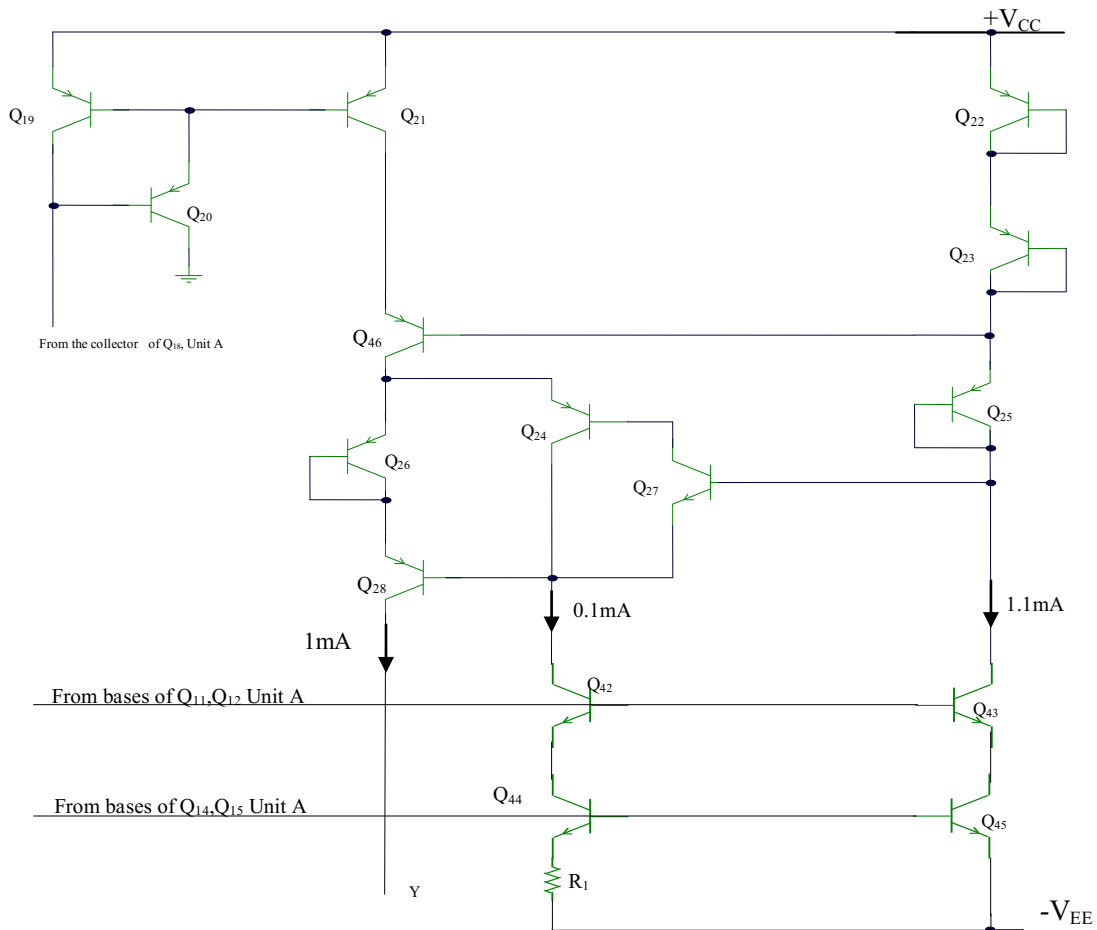 +V_CC
Q19
Q21
Q22
Q20
Q23
From the collector of Q18, Unit A
Q46
Q25
Q24
Q26
Q27
Q28
0.1mA
1.1mA
1mA
Q42
From bases of Q11,Q12 Unit A
Q43
Q44
From bases of Q14,Q15 Unit A
Q45
R1
Y
-V_EE